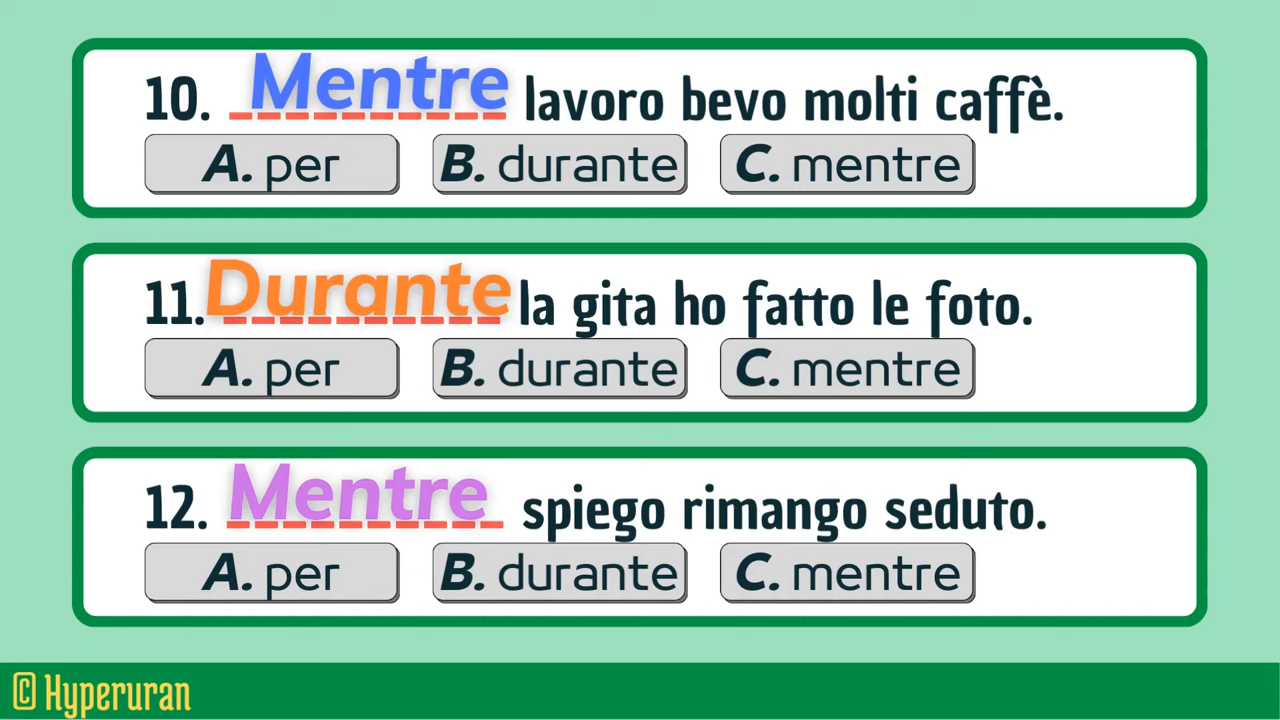 10. Mentre lavoro bevo molti caffè.
A. per B. durante C. mentre
11. Durante la gita ho fatto le foto.
A. per B. durante C. mentre
12. Mentre spiego rimango seduto.
A. per B. durante C. mentre
© Hyperuran